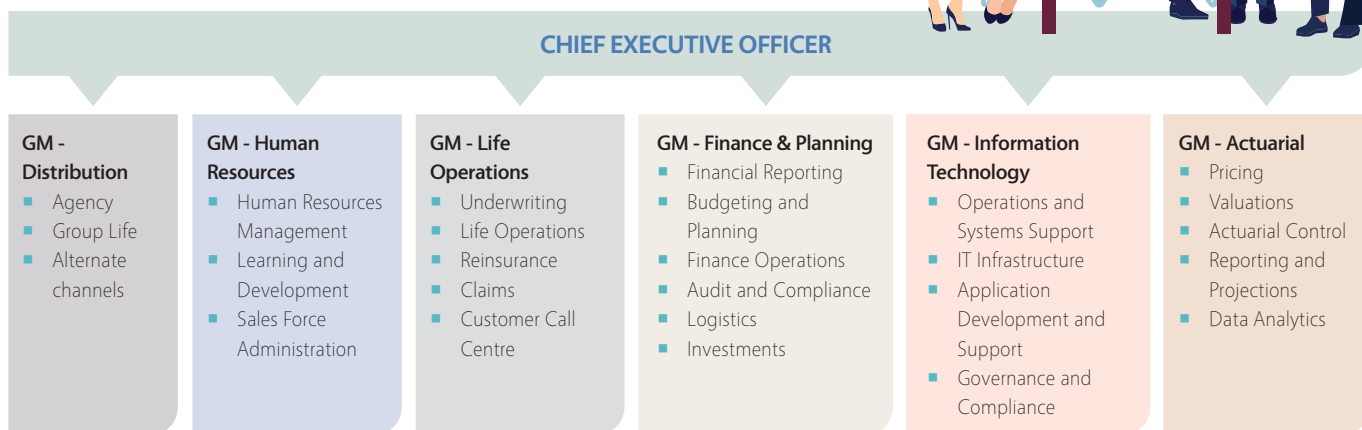 CHIEF EXECUTIVE OFFICER
GM -
Distribution
Agency
Group Life
Alternate
channels
GM - Human
Resources
Human Resources
Management
Learning and
Development
Sales Force
Administration
GM - Life
Operations
Underwriting
Life Operations
Reinsurance
Claims
Customer Call
Centre
GM - Finance & Planning
Financial Reporting
Budgeting and
Planning
Finance Operations
Audit and Compliance
Logistics
Investments
GM - Information
Technology
Operations and
Systems Support
IT Infrastructure
Application
Development and
Support
Governance and
Compliance
GM - Actuarial
Pricing
Valuations
Actuarial Control
Reporting and
Projections
Data Analytics